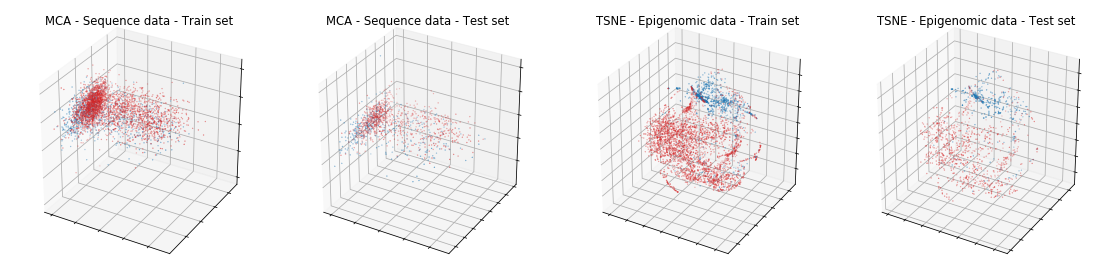 MCA - Sequence data - Train set
MCA - Sequence data - Test set
TSNE - Epigenomic data - Train set
TSNE - Epigenomic data - Test set